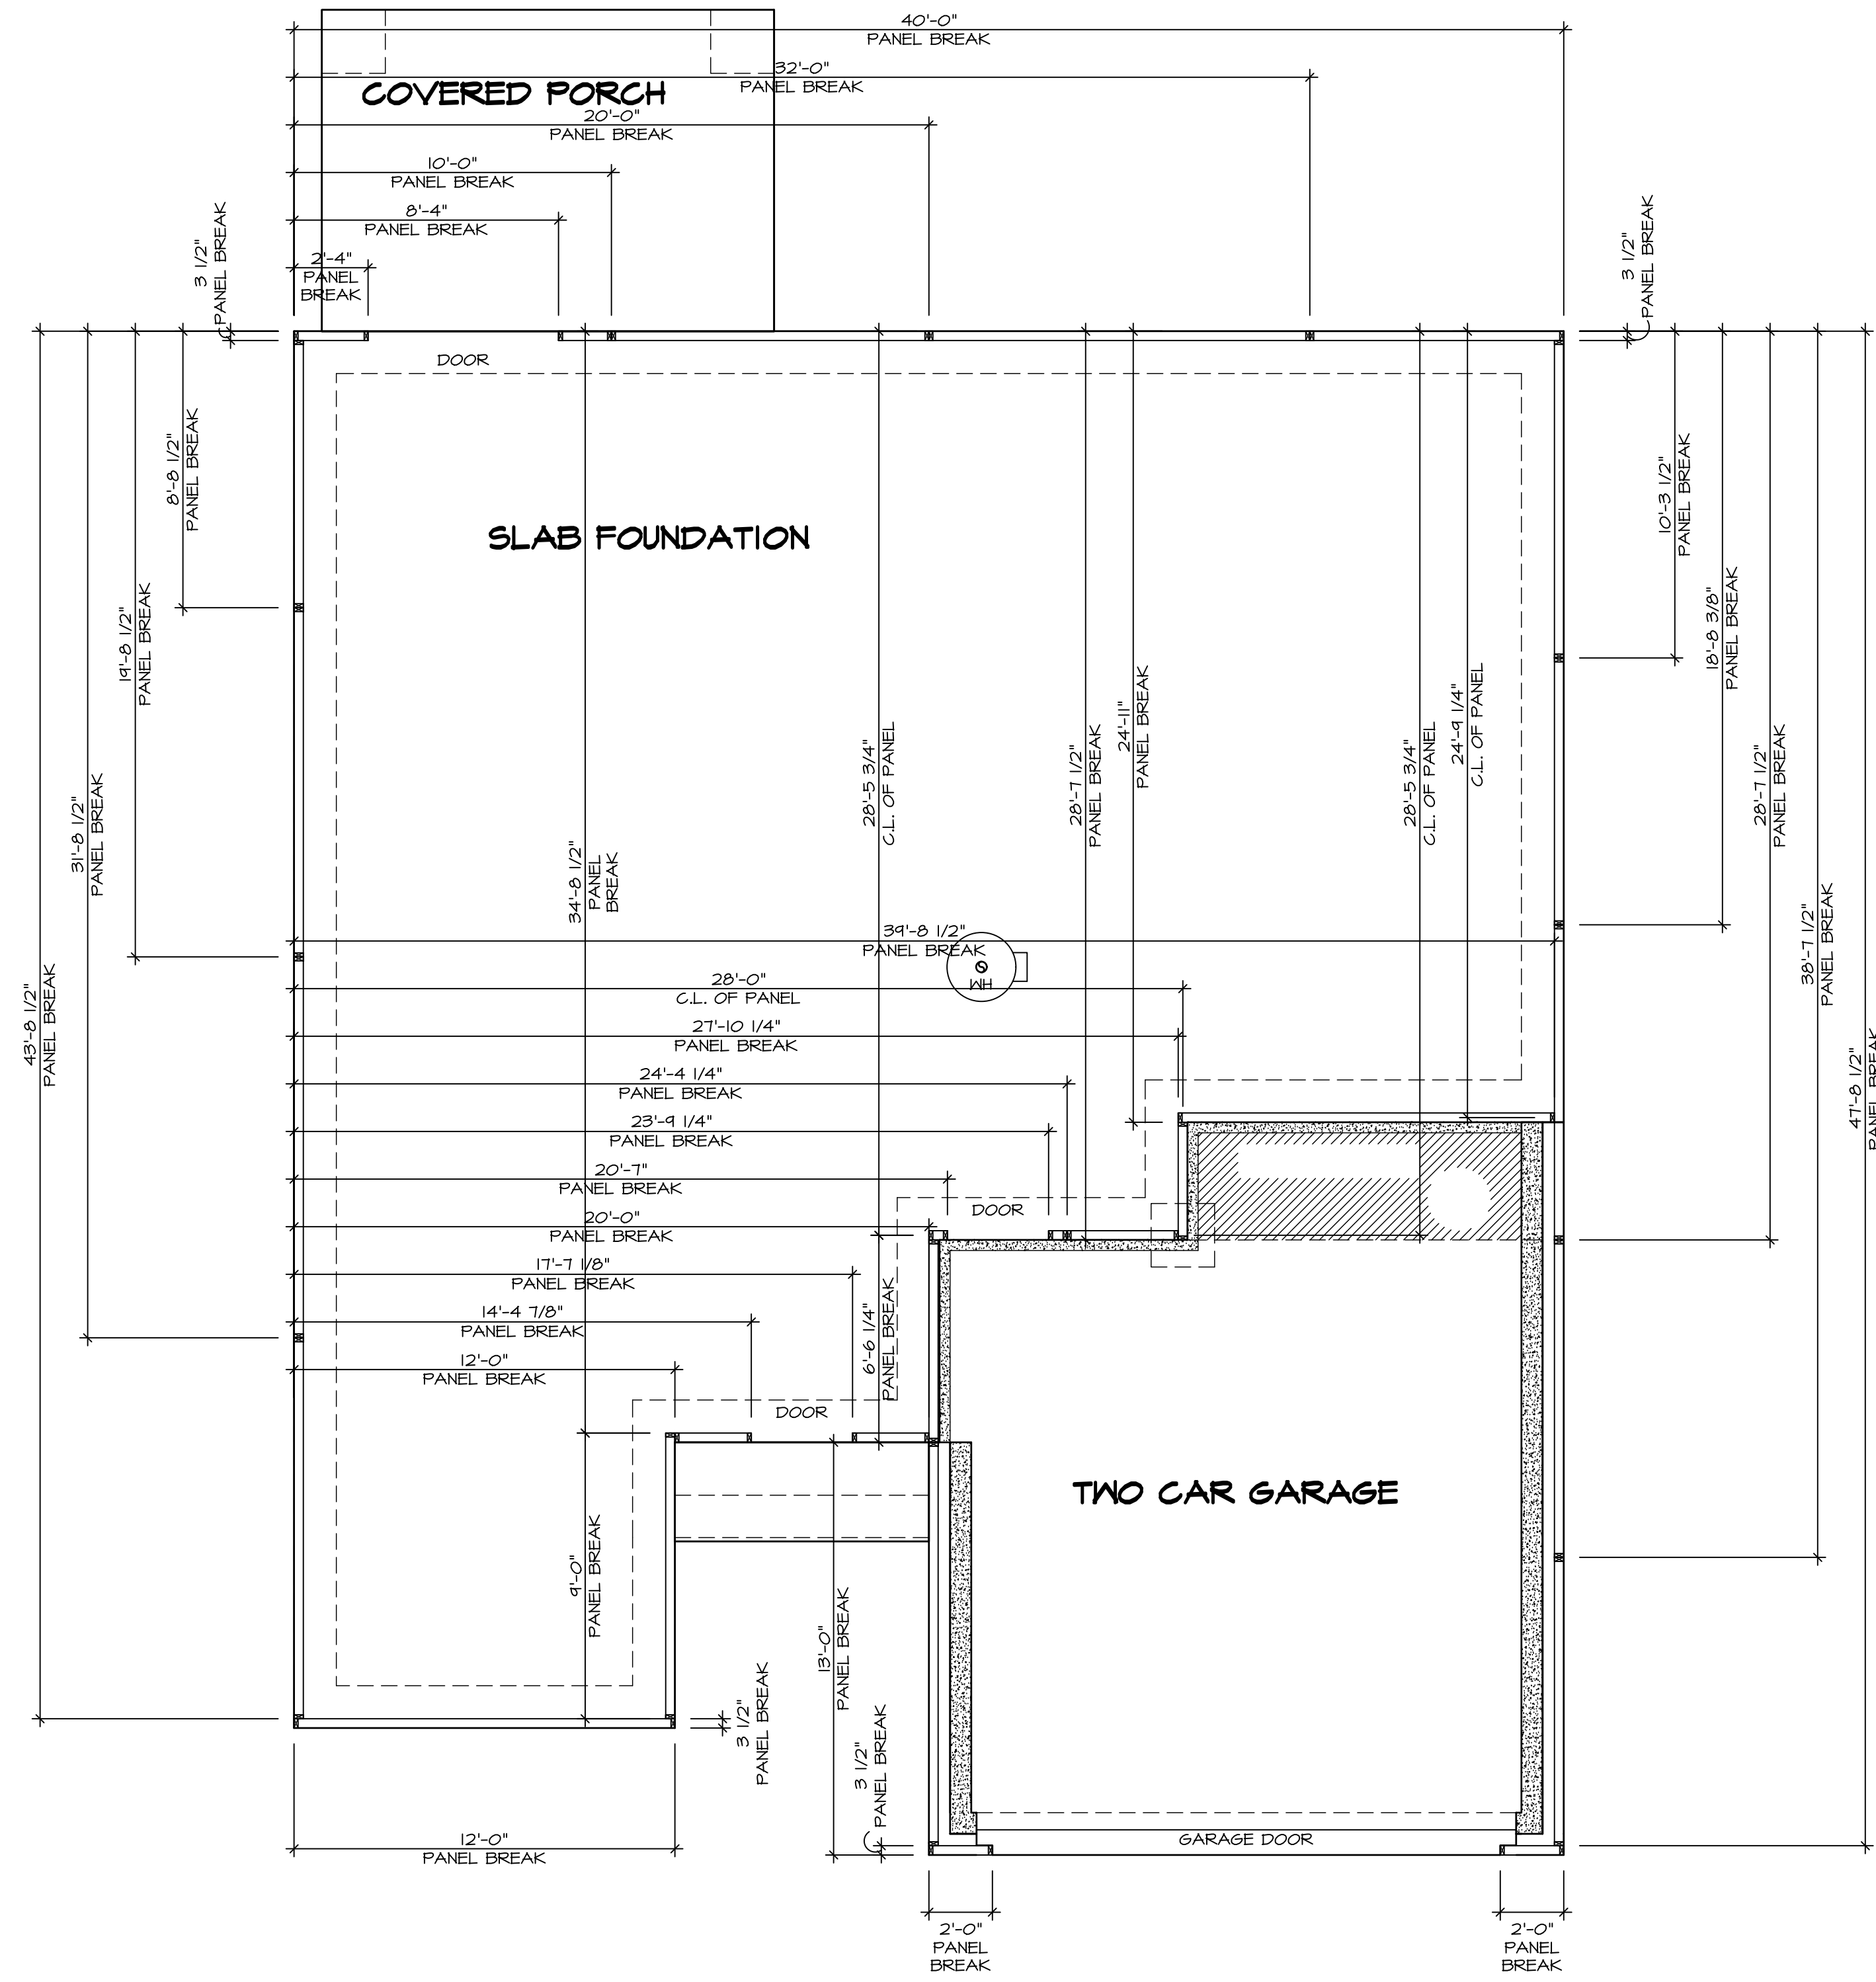 40'-0"
PANEL BREAK
32'-0"
PANEL BREAK
COVERED PORCH
20'-0"
PANEL BREAK
10'-0"
PANEL BREAK
8'-4"
PANEL BREAK
2'-4"
PANEL
BREAK
3 1/2"
PANEL BREAK
3 1/2"
PANEL BREAK
DOOR
8'-8 1/2"
PANEL BREAK
19'-8 1/2"
PANEL BREAK
31'-8 1/2"
PANEL BREAK
43'-8 1/2"
PANEL BREAK
SLAB FOUNDATION
10'-3 1/2"
PANEL BREAK
18'-8 3/8"
PANEL BREAK
28'-7 1/2"
PANEL BREAK
38'-7 1/2"
PANEL BREAK
47'-8 1/2"
PANEL BREAK
34'-8 1/2"
PANEL
BREAK
28'-5 3/4"
C.L. OF PANEL
28'-7 1/2"
PANEL BREAK
24'-11"
PANEL BREAK
28'-5 3/4"
C.L. OF PANEL
24'-9 1/4"
C.L. OF PANEL
39'-8 1/2"
PANEL BREAK
WH
28'-0"
C.L. OF PANEL
27'-10 1/4"
PANEL BREAK
24'-4 1/4"
PANEL BREAK
23'-9 1/4"
PANEL BREAK
20'-7"
PANEL BREAK
DOOR
20'-0"
PANEL BREAK
17'-7 1/8"
PANEL BREAK
14'-4 7/8"
PANEL BREAK
12'-0"
PANEL BREAK
6'-6 1/4"
PANEL BREAK
DOOR
TWO CAR GARAGE
9'-0"
PANEL BREAK
13'-0"
PANEL BREAK
3 1/2"
PANEL BREAK
3 1/2"
PANEL BREAK
12'-0"
PANEL BREAK
GARAGE DOOR
2'-0"
PANEL
BREAK
2'-0"
PANEL
BREAK